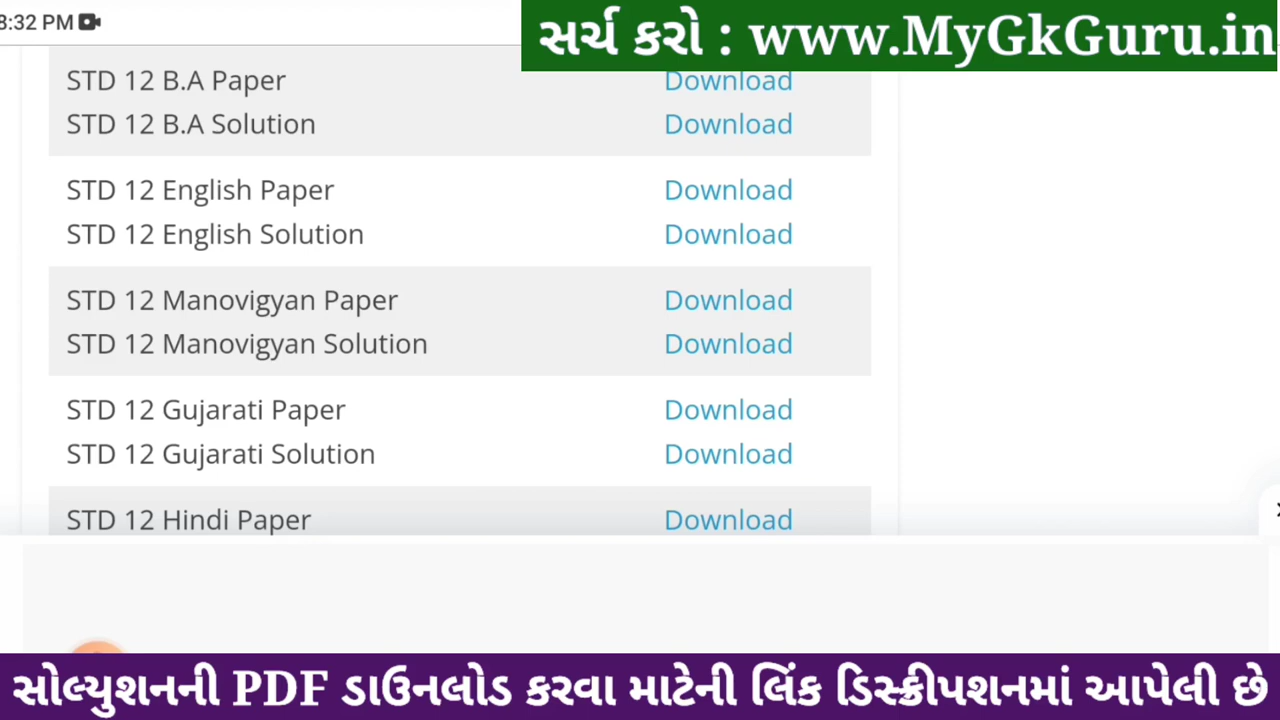 8:32 PM
સર્ચ કરો : www.MyGkGuru.in
STD 12 B.A Paper Download
STD 12 B.A Solution Download
STD 12 English Paper Download
STD 12 English Solution Download
STD 12 Manovigyan Paper Download
STD 12 Manovigyan Solution Download
STD 12 Gujarati Paper Download
STD 12 Gujarati Solution Download
STD 12 Hindi Paper Download
સોલ્યુશનની PDF ડાઉનલોડ કરવા માટેની લિંક ડિસ્ક્રીપશનમાં આપેલી છે